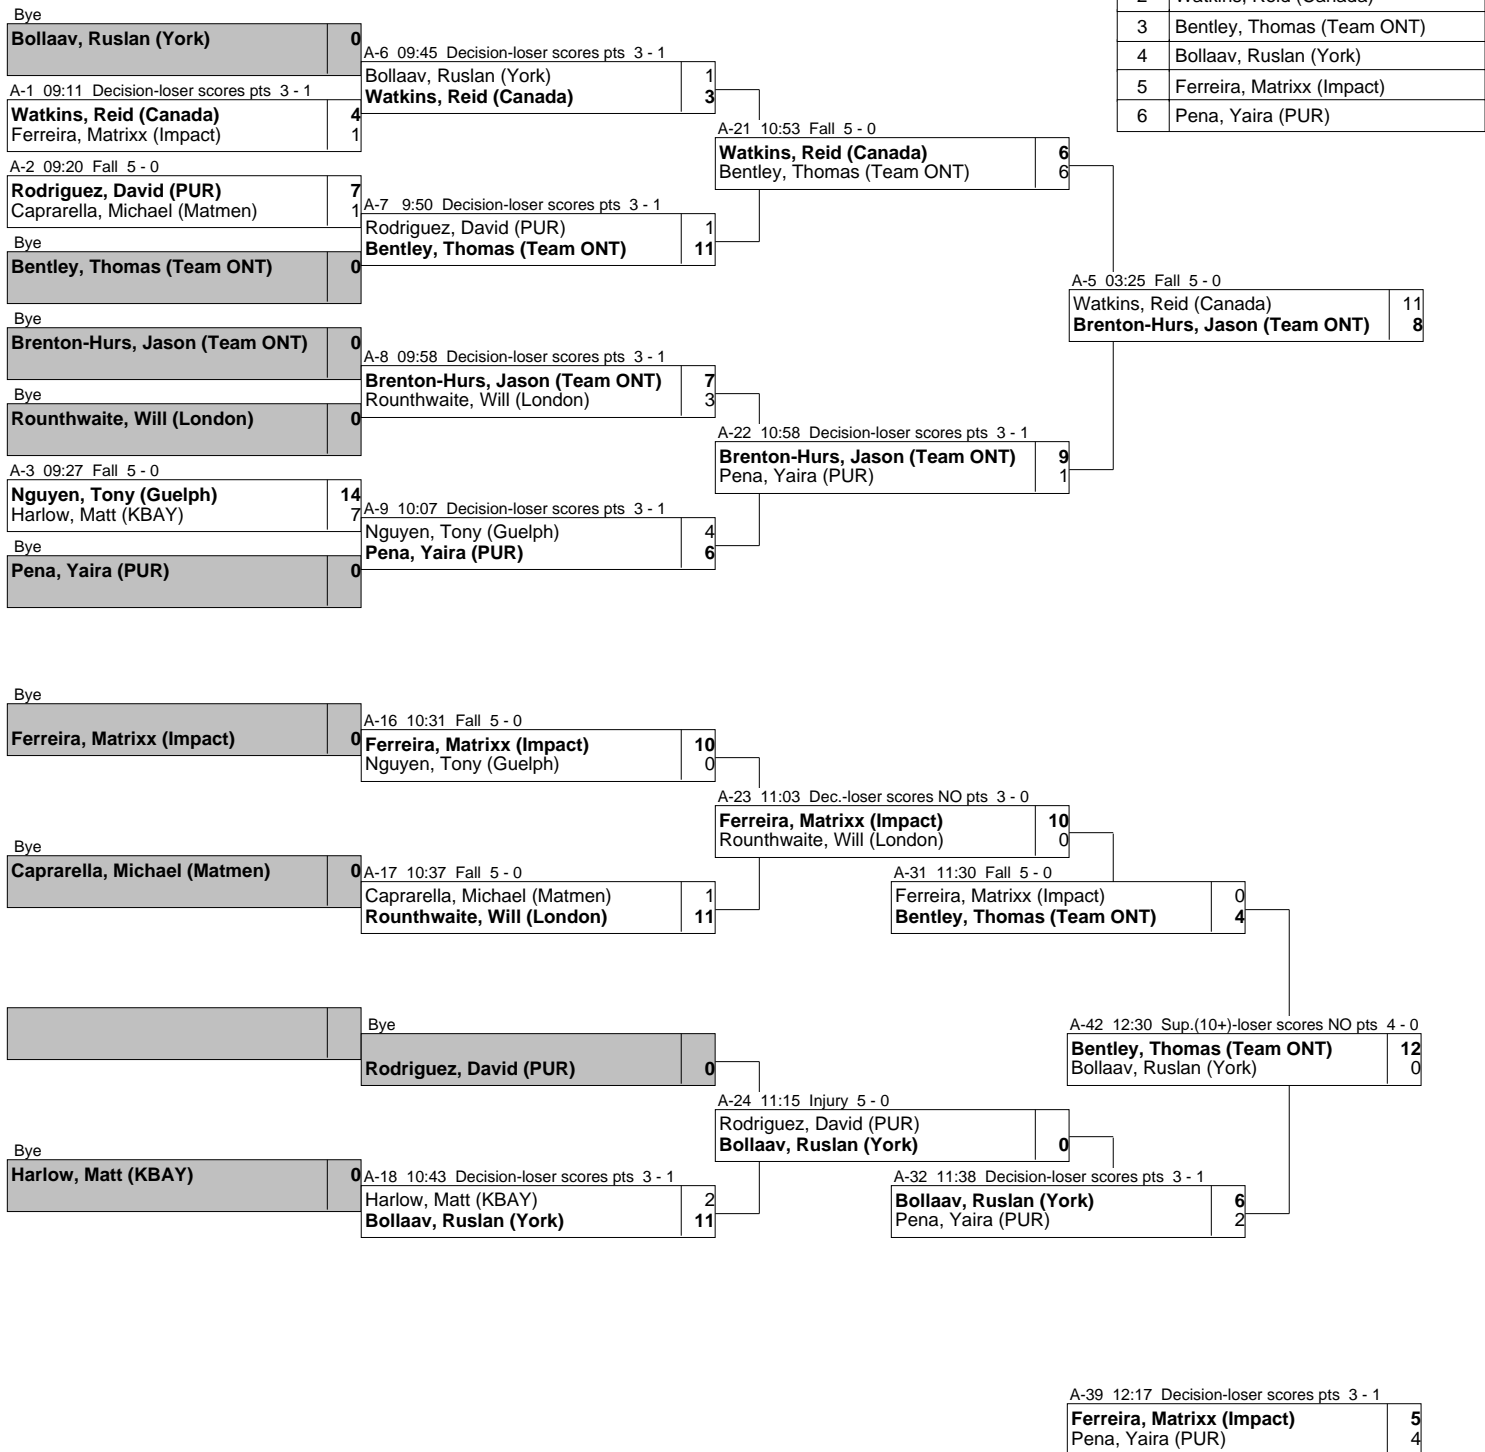 2 Watkins, Reid (Canada)
3 Bentley, Thomas (Team ONT)
4 Bollaav, Ruslan (York)
5 Ferreira, Matrixx (Impact)
6 Pena, Yaira (PUR)
Bye
Bollaav, Ruslan (York) 0
A-1 09:11 Decision-loser scores pts 3 - 1
Watkins, Reid (Canada) 4
Ferreira, Matrixx (Impact) 1
A-2 09:20 Fall 5 - 0
Rodriguez, David (PUR) 7
Caprarella, Michael (Matmen) 1
Bye
Bentley, Thomas (Team ONT) 0
Bye
Brenton-Hurs, Jason (Team ONT) 0
Bye
Rounthwaite, Will (London) 0
A-3 09:27 Fall 5 - 0
Nguyen, Tony (Guelph) 14
Harlow, Matt (KBAY) 7
Bye
Pena, Yaira (PUR) 0
A-6 09:45 Decision-loser scores pts 3 - 1
Bollaav, Ruslan (York) 1
Watkins, Reid (Canada) 3
A-7 9:50 Decision-loser scores pts 3 - 1
Rodriguez, David (PUR) 1
Bentley, Thomas (Team ONT) 11
A-8 09:58 Decision-loser scores pts 3 - 1
Brenton-Hurs, Jason (Team ONT) 7
Rounthwaite, Will (London) 3
A-9 10:07 Decision-loser scores pts 3 - 1
Nguyen, Tony (Guelph) 4
Pena, Yaira (PUR) 6
A-21 10:53 Fall 5 - 0
Watkins, Reid (Canada) 6
Bentley, Thomas (Team ONT) 6
A-22 10:58 Decision-loser scores pts 3 - 1
Brenton-Hurs, Jason (Team ONT) 9
Pena, Yaira (PUR) 1
A-5 03:25 Fall 5 - 0
Watkins, Reid (Canada) 11
Brenton-Hurs, Jason (Team ONT) 8
Bye
Ferreira, Matrixx (Impact) 0
Bye
Caprarella, Michael (Matmen) 0
Bye
Harlow, Matt (KBAY) 0
A-16 10:31 Fall 5 - 0
Ferreira, Matrixx (Impact) 10
Nguyen, Tony (Guelph) 0
A-17 10:37 Fall 5 - 0
Caprarella, Michael (Matmen) 1
Rounthwaite, Will (London) 11
Bye
Rodriguez, David (PUR) 0
A-18 10:43 Decision-loser scores pts 3 - 1
Harlow, Matt (KBAY) 2
Bollaav, Ruslan (York) 11
A-23 11:03 Dec.-loser scores NO pts 3 - 0
Ferreira, Matrixx (Impact) 10
Rounthwaite, Will (London) 0
A-24 11:15 Injury 5 - 0
Rodriguez, David (PUR)
Bollaav, Ruslan (York) 0
A-31 11:30 Fall 5 - 0
Ferreira, Matrixx (Impact) 0
Bentley, Thomas (Team ONT) 4
A-32 11:38 Decision-loser scores pts 3 - 1
Bollaav, Ruslan (York) 6
Pena, Yaira (PUR) 2
A-42 12:30 Sup.(10+)-loser scores NO pts 4 - 0
Bentley, Thomas (Team ONT) 12
Bollaav, Ruslan (York) 0
A-39 12:17 Decision-loser scores pts 3 - 1
Ferreira, Matrixx (Impact) 5
Pena, Yaira (PUR) 4